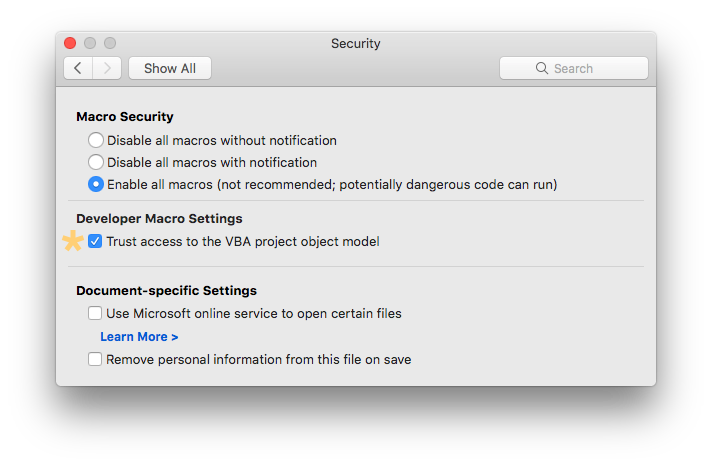 Security
Show All
Search
Macro Security
Disable all macros without notification
Disable all macros with notification
Enable all macros (not recommended; potentially dangerous code can run)
Developer Macro Settings
Trust access to the VBA project object model
Document-specific Settings
Use Microsoft online service to open certain files
Learn More >
Remove personal information from this file on save